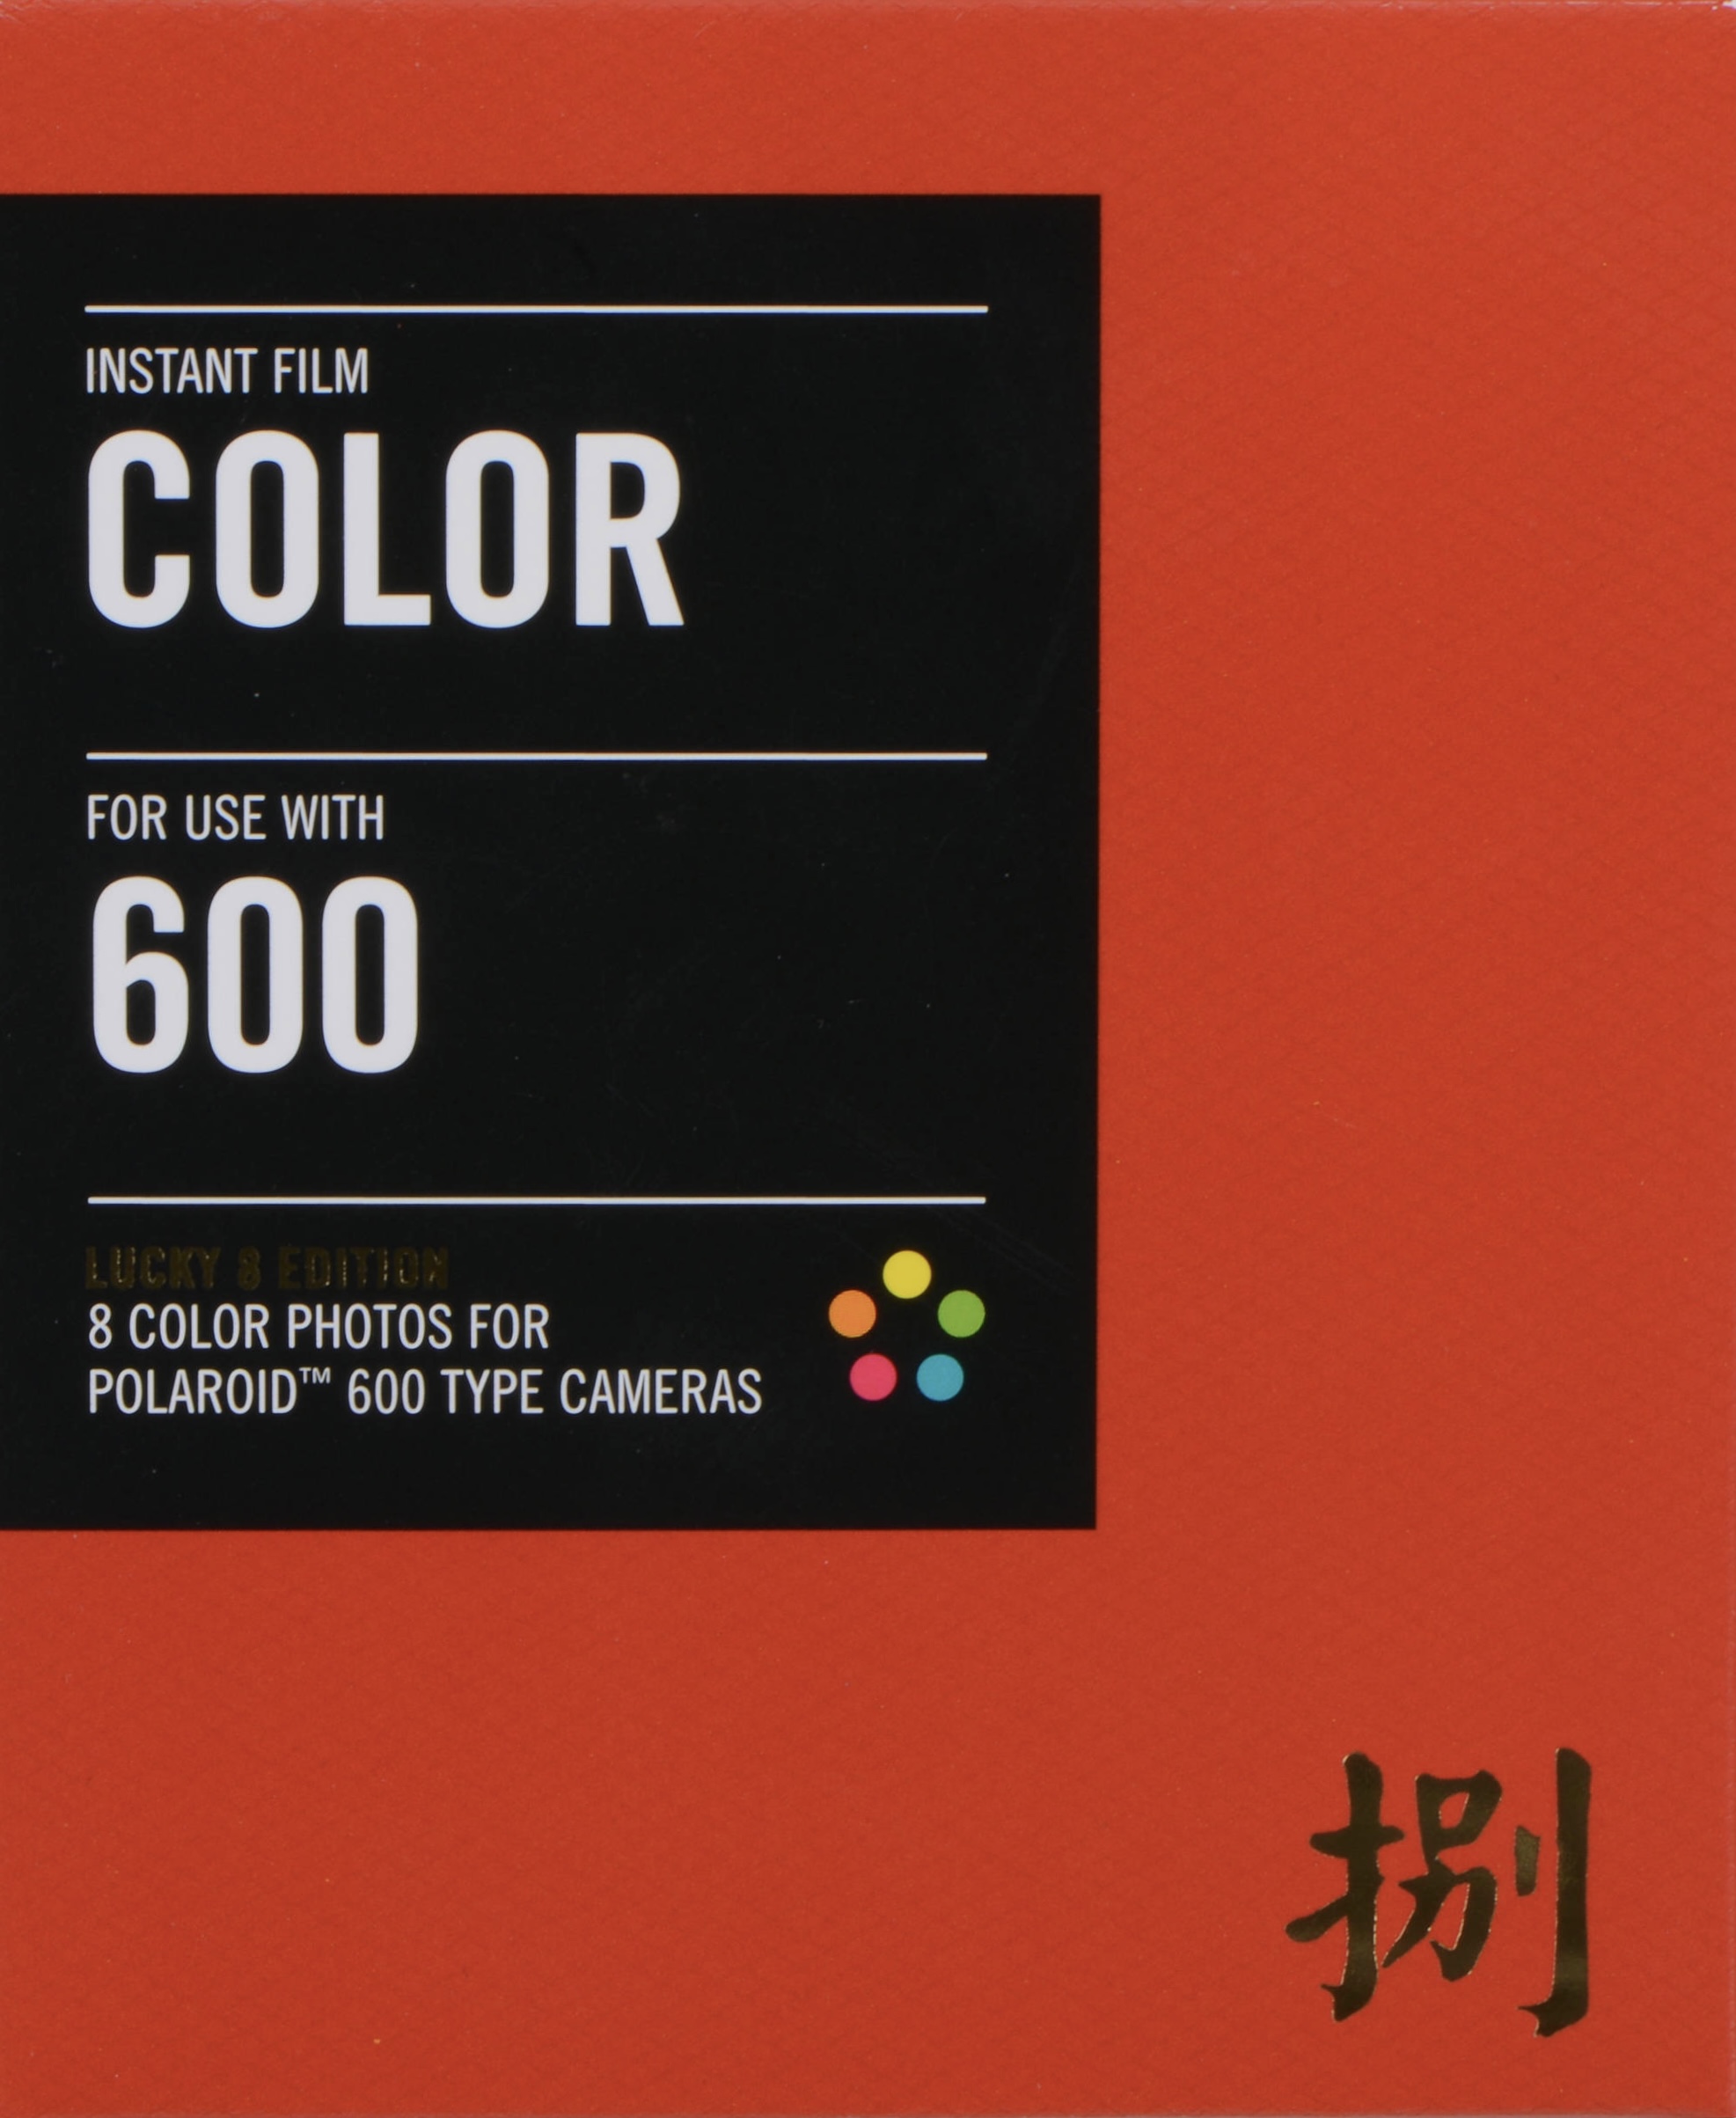 INSTANT FILM
COLOR
FOR USE WITH
600
LUCKY 8 EDITION
8 COLOR PHOTOS FOR
POLAROID™ 600 TYPE CAMERAS
捌